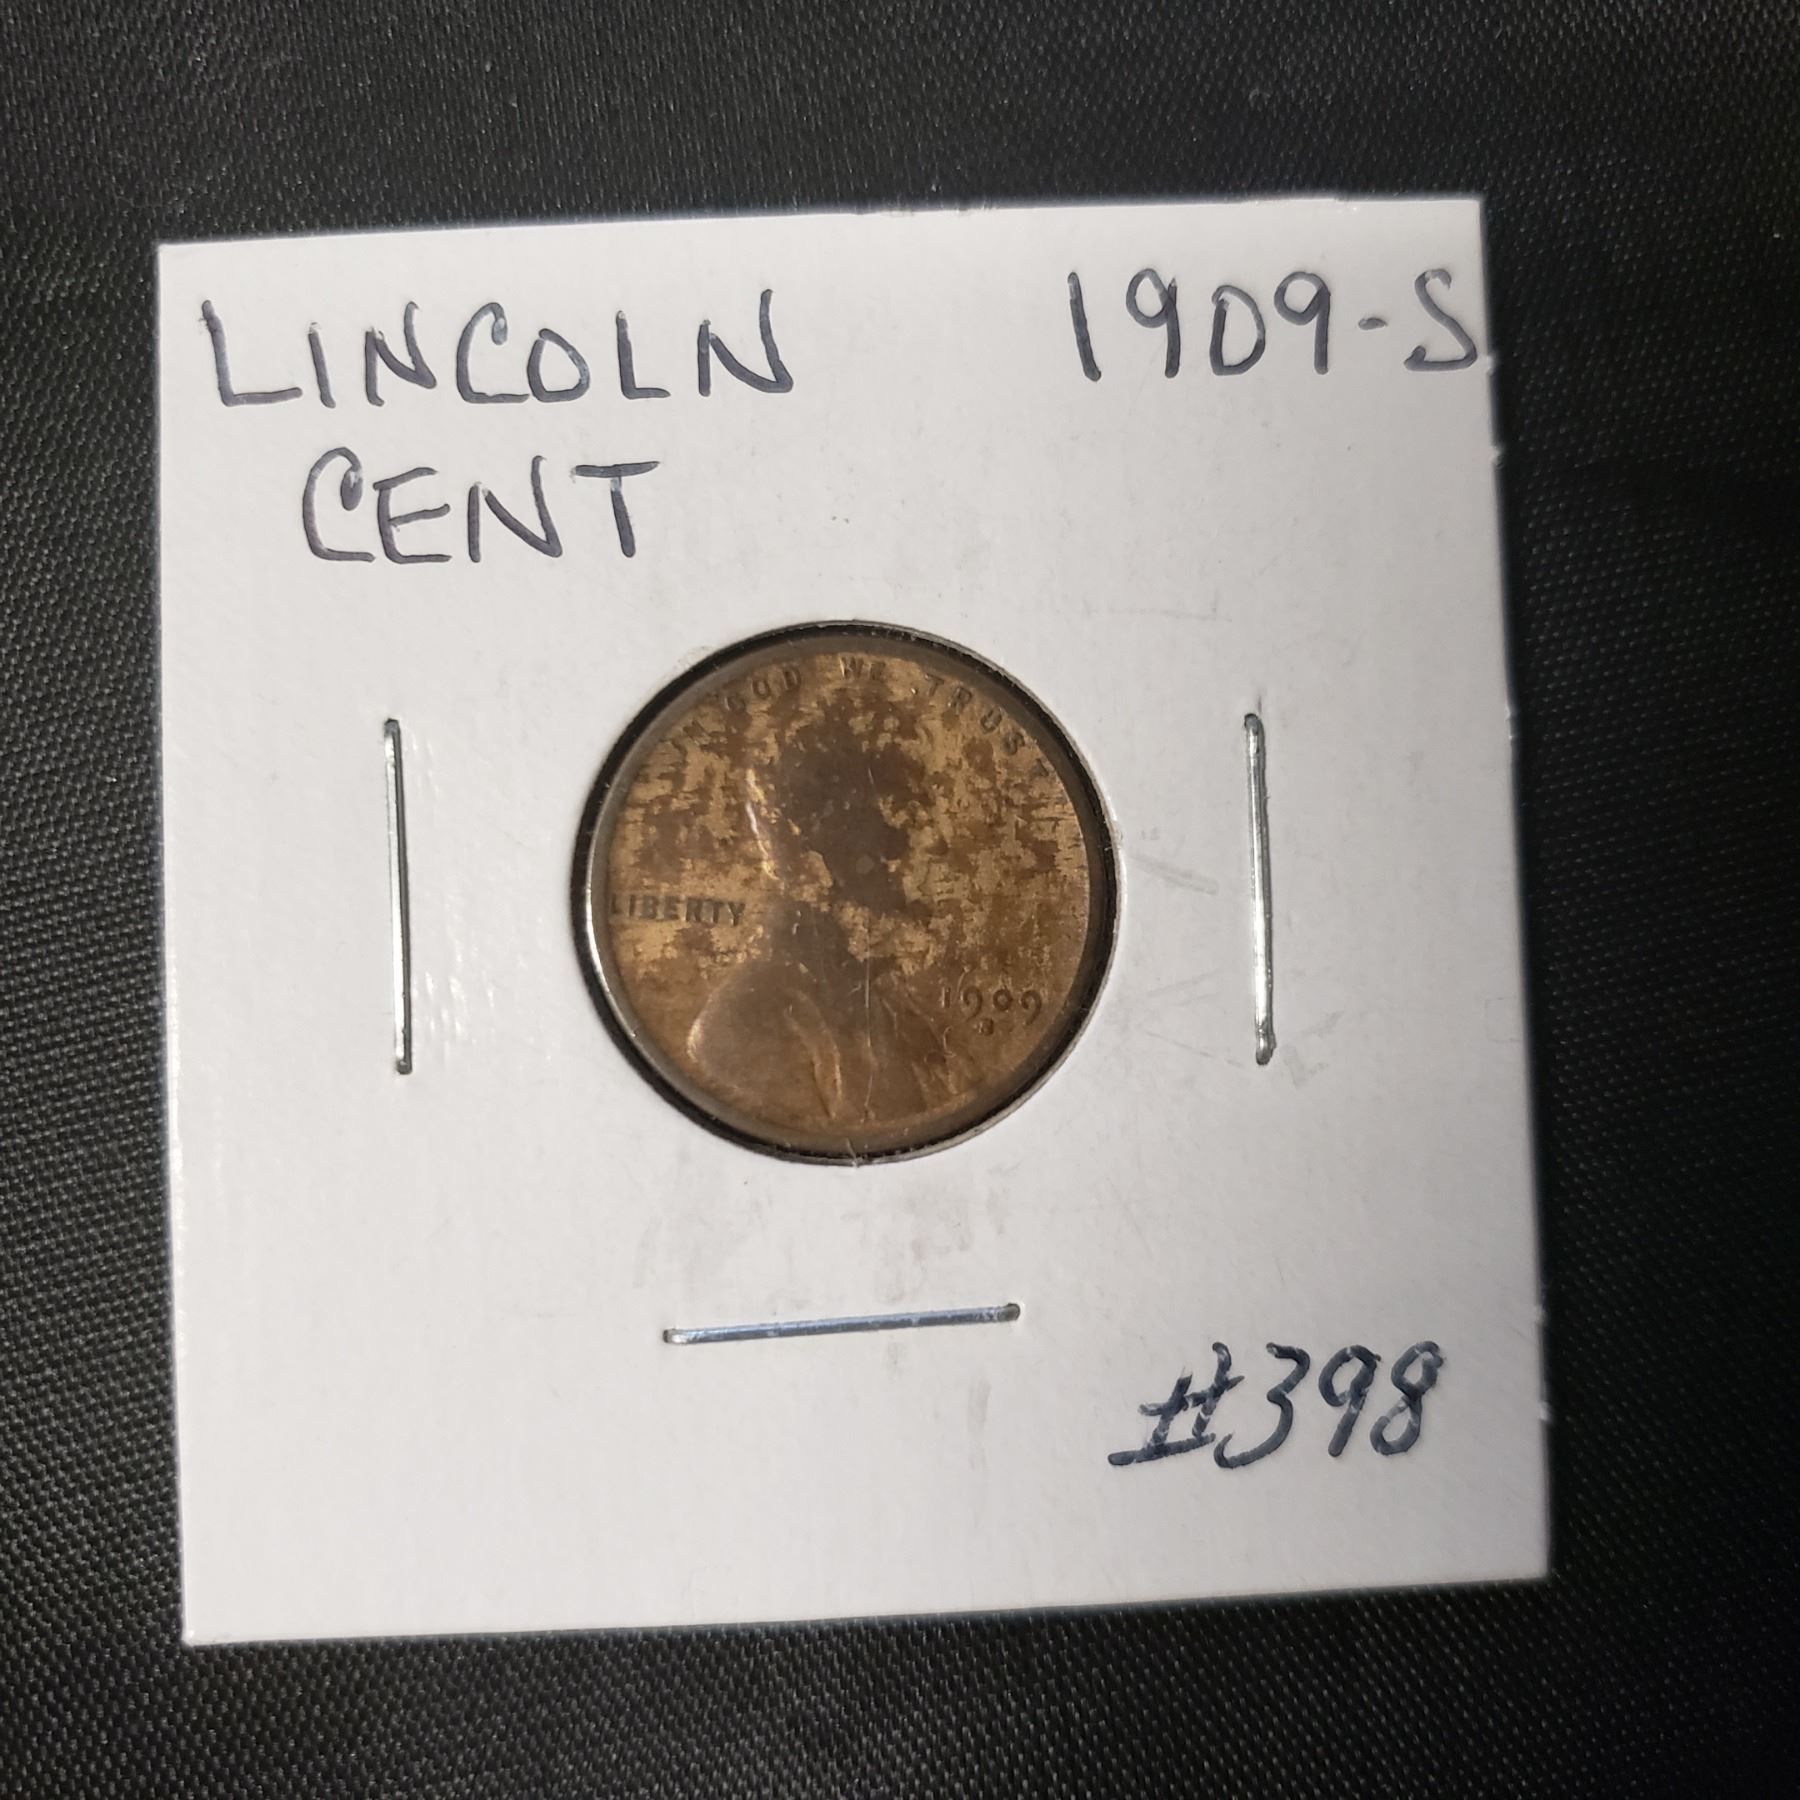 LINCOLN 1909-S
CENT
IN GOD WE TRUST
LIBERTY
1909
S
#398